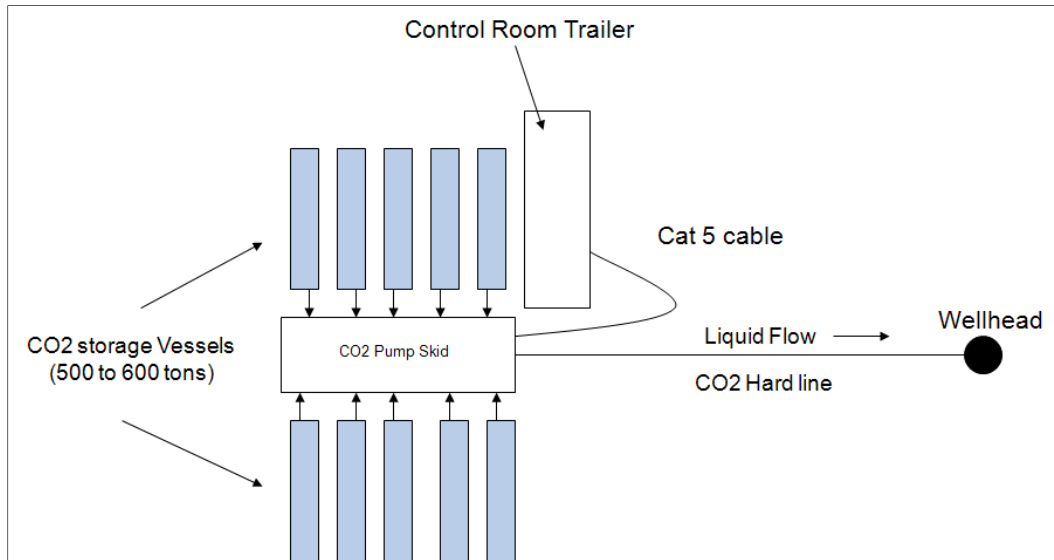 Control Room Trailer
Cat 5 cable
CO2 storage Vessels
(500 to 600 tons)
CO2 Pump Skid
Liquid Flow
Wellhead
CO2 Hard line